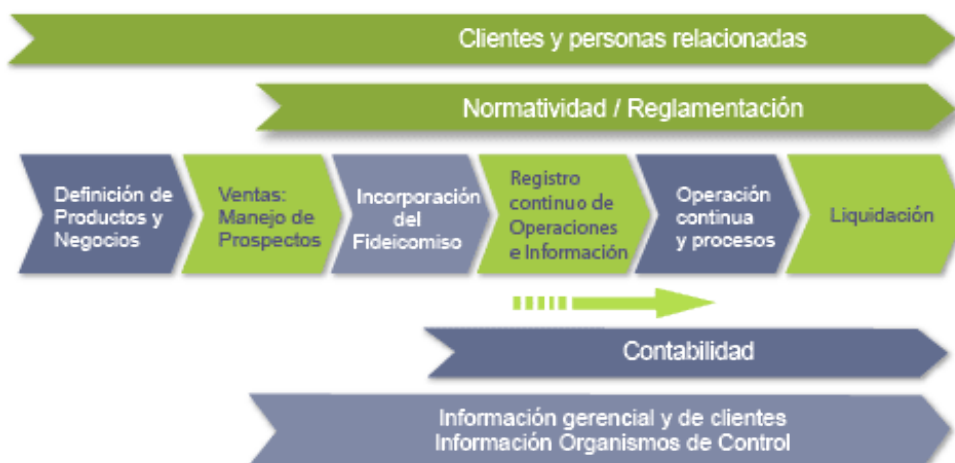 Clientes y personas relacionadas
Normatividad / Reglamentación
Definición de
Productos y
Negocios
Ventas:
Manejo de
Prospectos
Incorporación
del
Fideicomiso
Registro
continuo de
Operaciones
e Información
Operación
continua
y procesos
Liquidación
Contabilidad
Información gerencial y de clientes
Información Organismos de Control